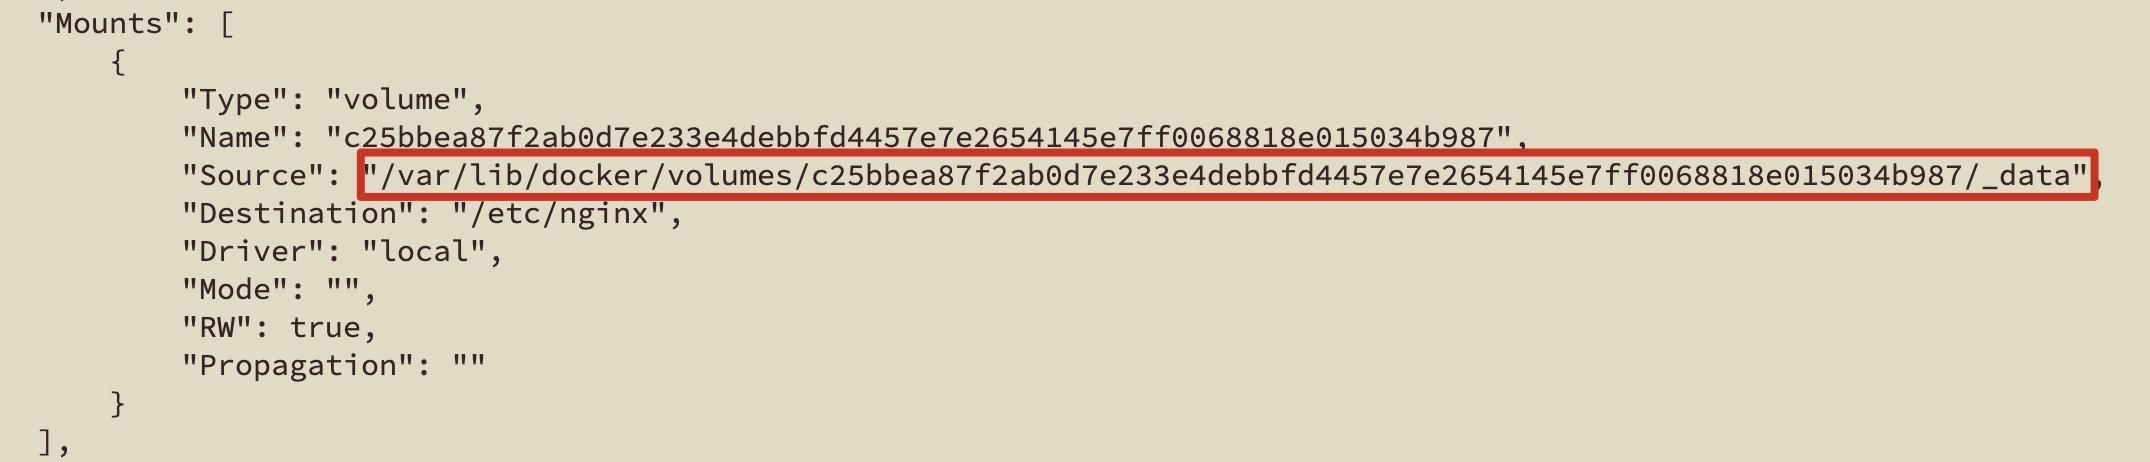 "Mounts": [
{
"Type": "volume",
"Name": "c25bbea87f2ab0d7e233e4debbfd4457e7e2654145e7ff0068818e015034b987",
"Source": "/var/lib/docker/volumes/c25bbea87f2ab0d7e233e4debbfd4457e7e2654145e7ff0068818e015034b987/_data",
"Destination": "/etc/nginx",
"Driver": "local",
"Mode": "",
"RW": true,
"Propagation": ""
}
],